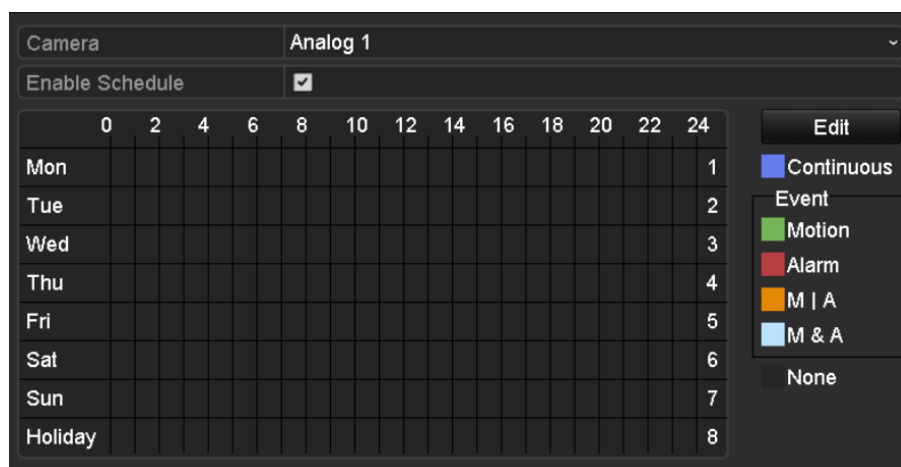 Camera Analog 1
Enable Schedule
0 2 4 6 8 10 12 14 16 18 20 22 24
Mon 1
Tue 2
Wed 3
Thu 4
Fri 5
Sat 6
Sun 7
Holiday 8
Edit
Continuous
Event
Motion
Alarm
M | A
M & A
None